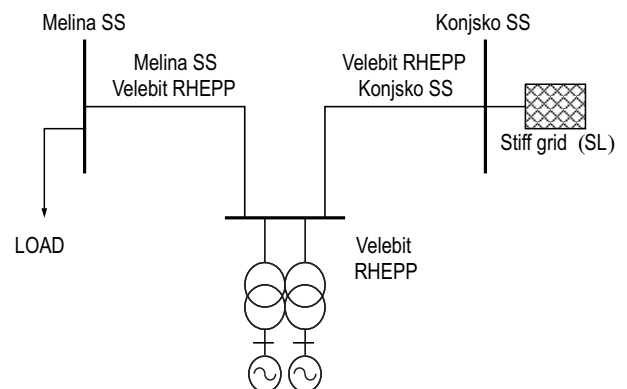 Melina SS
Konjsko SS
Melina SS
Velebit RHEPP
Velebit RHEPP
Konjsko SS
Stiff grid (SL)
LOAD
Velebit
RHEPP